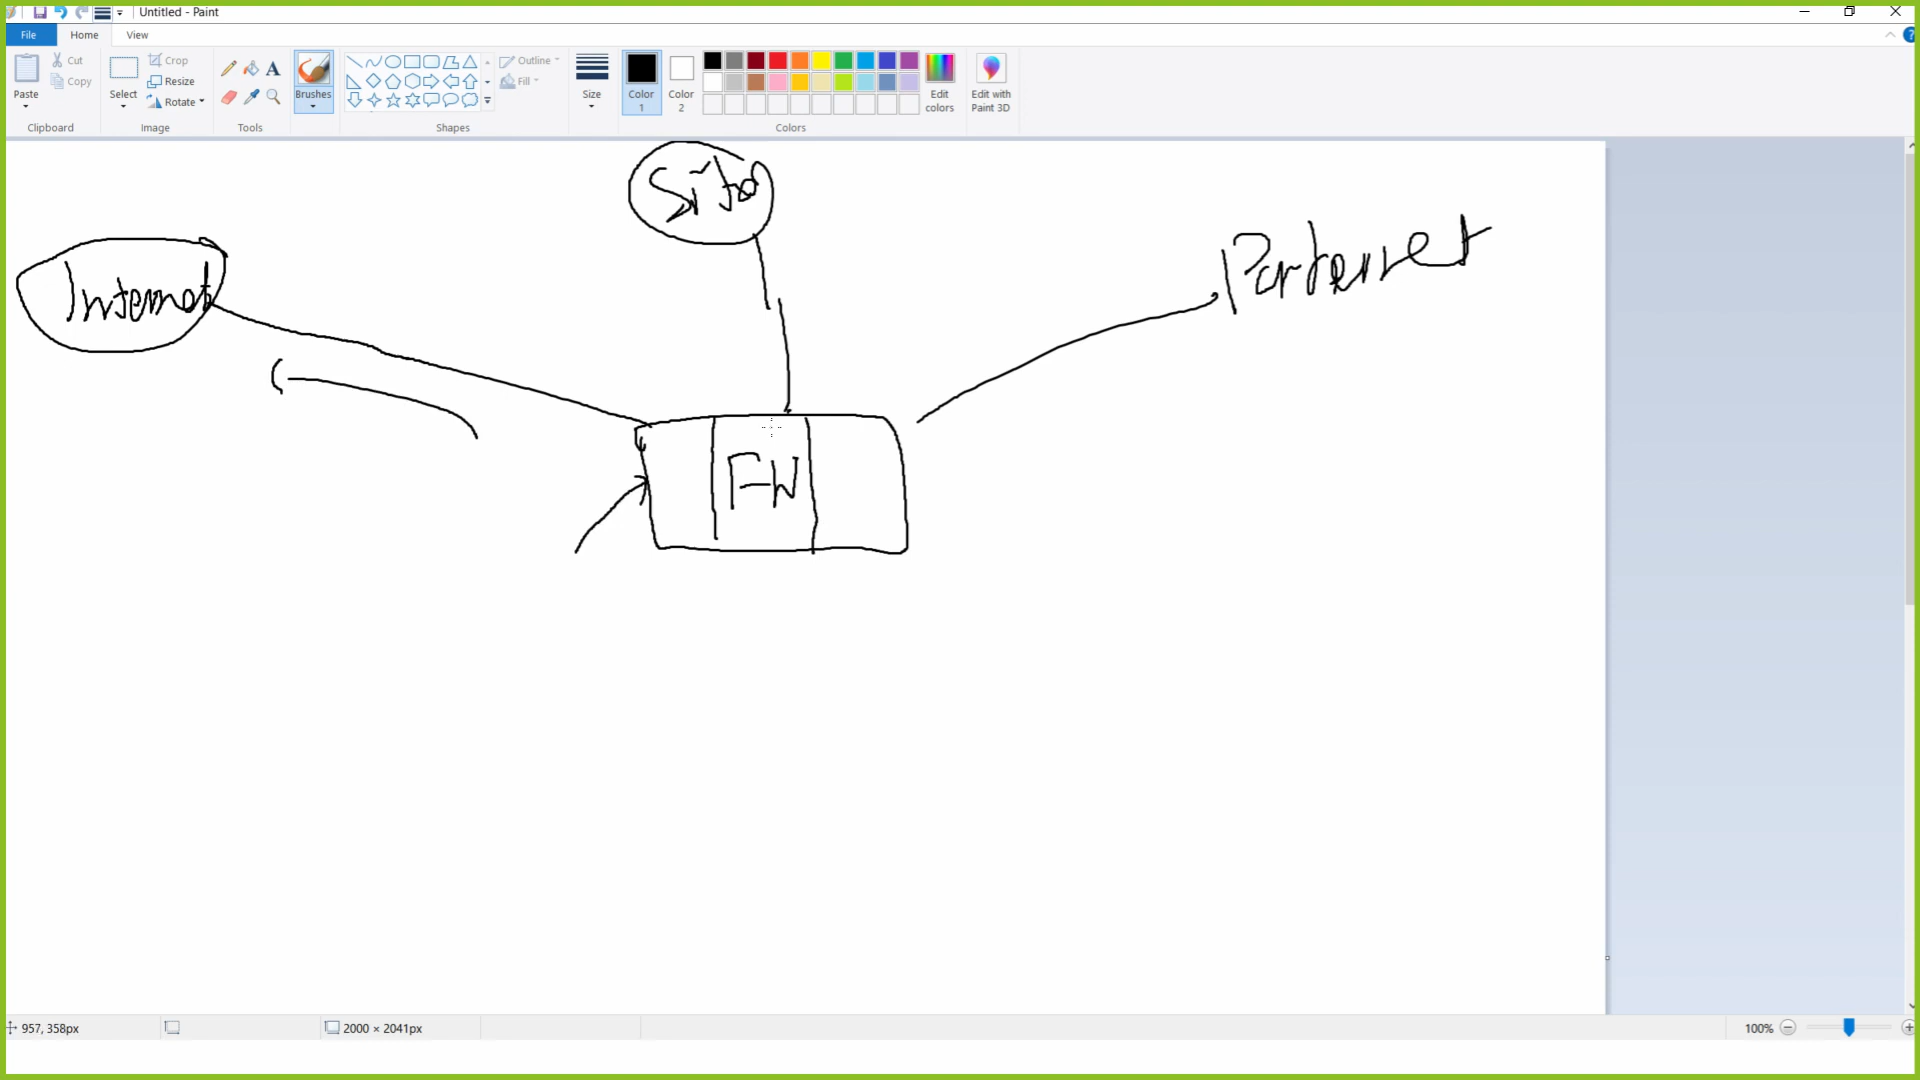 Untitled - Paint
File Home View
Paste
Cut
Copy
Clipboard
Select
Crop
Resize
Rotate
Image
A
Tools
Brushes
Shapes
Outline
Fill
Size
Color 1
Color 2
Edit colors
Edit with Paint 3D
Colors
Internet
FW
957, 358px
2000 × 2041px
100%